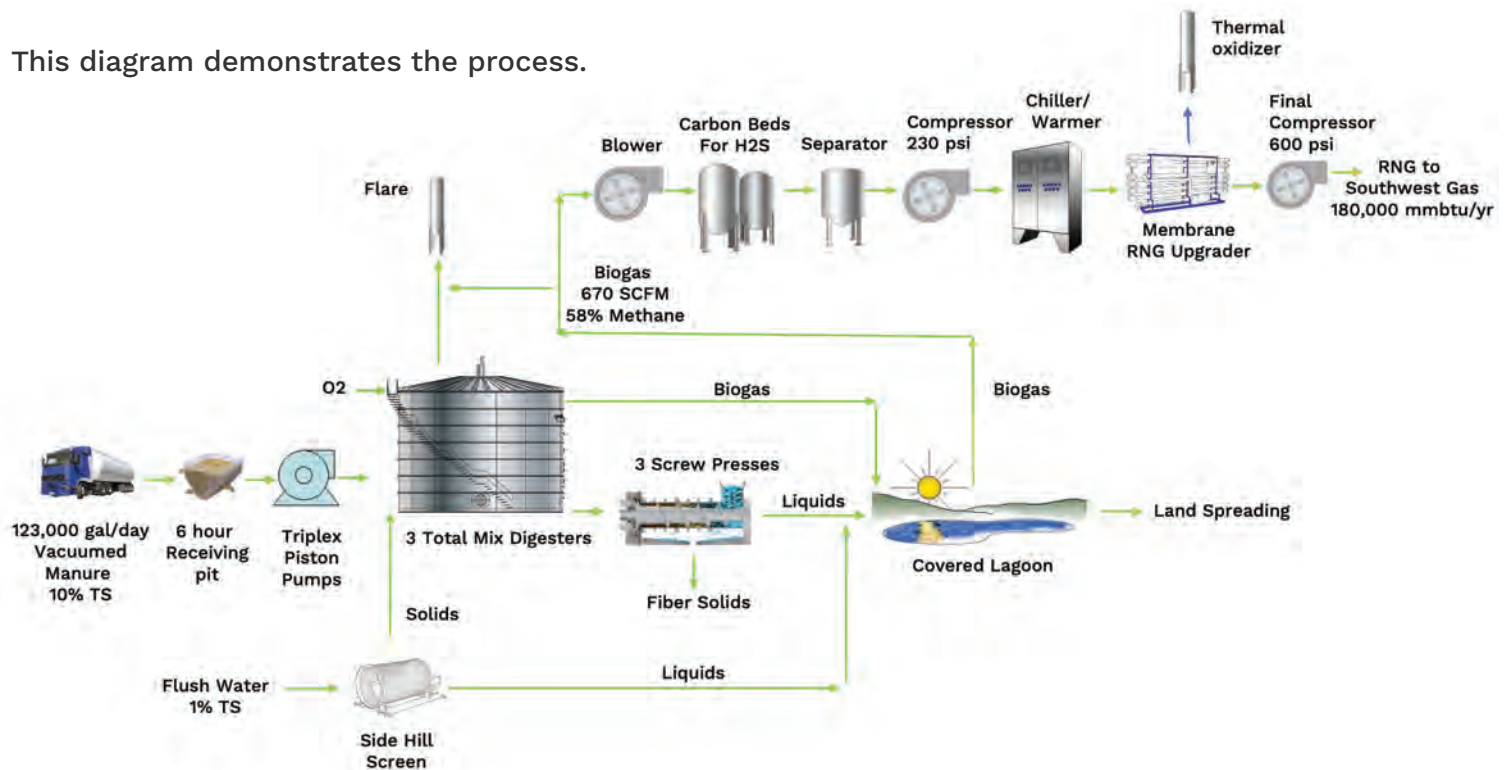 This diagram demonstrates the process.
Thermal
oxidizer
Final
Compressor
600 psi
Chiller/
Warmer
Compressor
230 psi
Separator
Carbon Beds
For H2S
Blower
Flare
RNG to
Southwest Gas
180,000 mmbtu/yr
Membrane
RNG Upgrader
Biogas
670 SCFM
58% Methane
O2
Biogas
Biogas
3 Screw Presses
Liquids
Land Spreading
123,000 gal/day
Vacuumed
Manure
10% TS
6 hour
Receiving
pit
Triplex
Piston
Pumps
3 Total Mix Digesters
Covered Lagoon
Fiber Solids
Solids
Flush Water
1% TS
Liquids
Side Hill
Screen